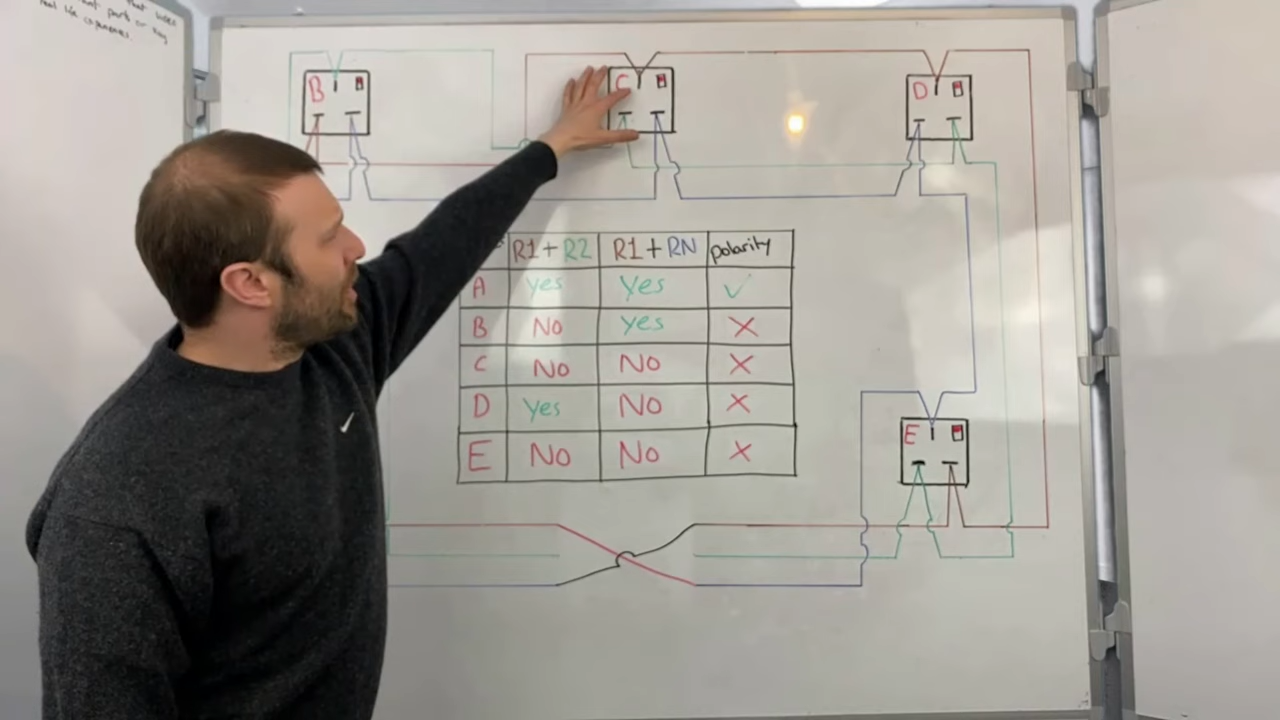 B
C
D
R1+R2 R1+RN polarity
A yes yes ✓
B No yes X
C No No X
D yes No X
E No No X
E